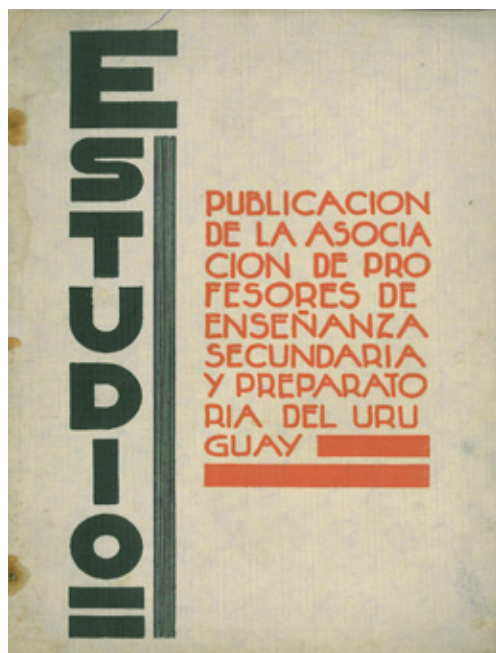 ESTUDIO
PUBLICACION
DE LA ASOCIA
CION DE PRO
FESORES DE
ENSEÑANZA
SECUNDARIA
Y PREPARATO
RIA DEL URU
GUAY